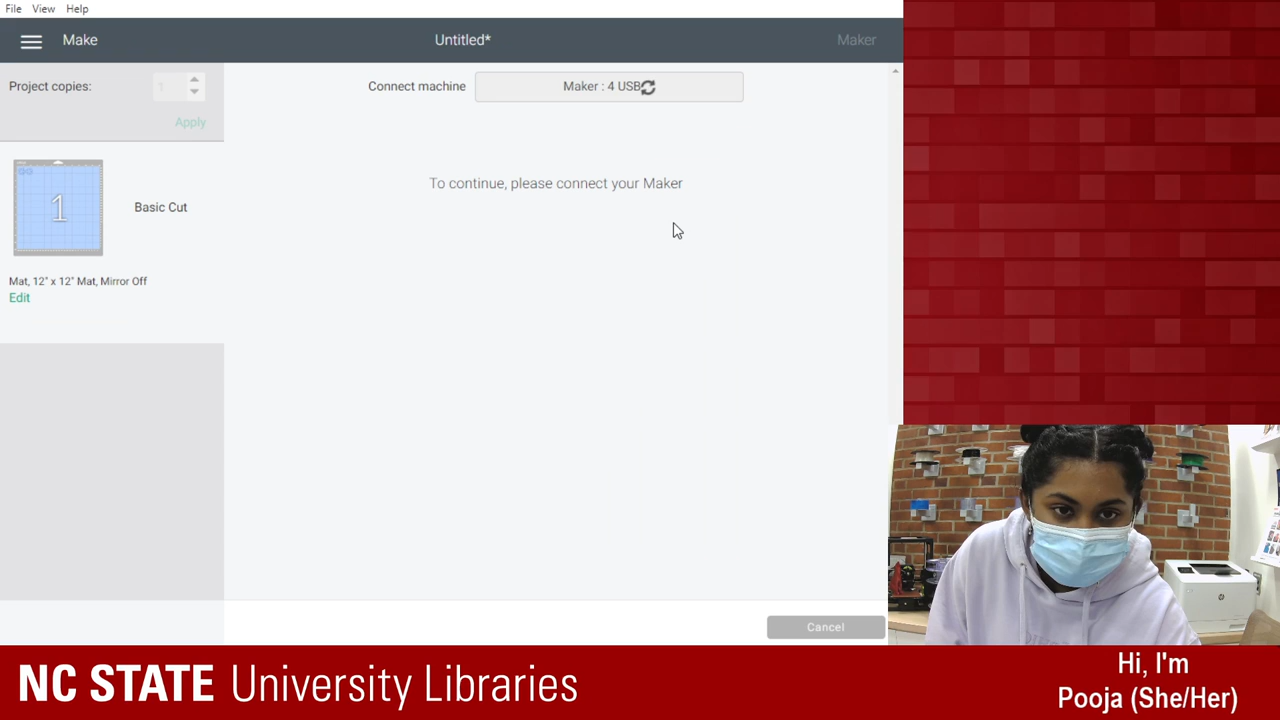 File View Help
Make Untitled* Maker
Project copies: 1
Apply
Connect machine Maker : 4 USB
To continue, please connect your Maker
1 Basic Cut
Mat, 12" x 12" Mat, Mirror Off
Edit
Cancel
NC STATE University Libraries
Hi, I'm
Pooja (She/Her)